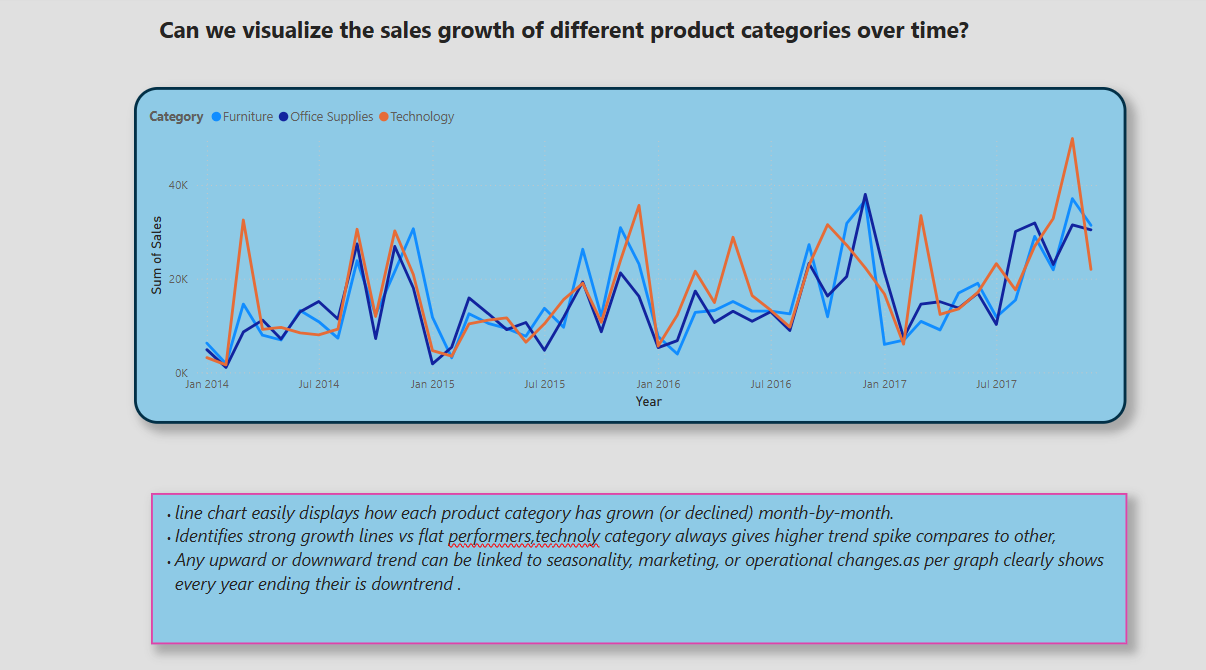 Can we visualize the sales growth of different product categories over time?
Category Furniture Office Supplies Technology
40K
20K
0K
Sum of Sales
Jan 2014 Jul 2014 Jan 2015 Jul 2015 Jan 2016 Jul 2016 Jan 2017 Jul 2017
Year
• line chart easily displays how each product category has grown (or declined) month-by-month.
• Identifies strong growth lines vs flat performers,technoly category always gives higher trend spike compares to other,
• Any upward or downward trend can be linked to seasonality, marketing, or operational changes.as per graph clearly shows
every year ending their is downtrend .